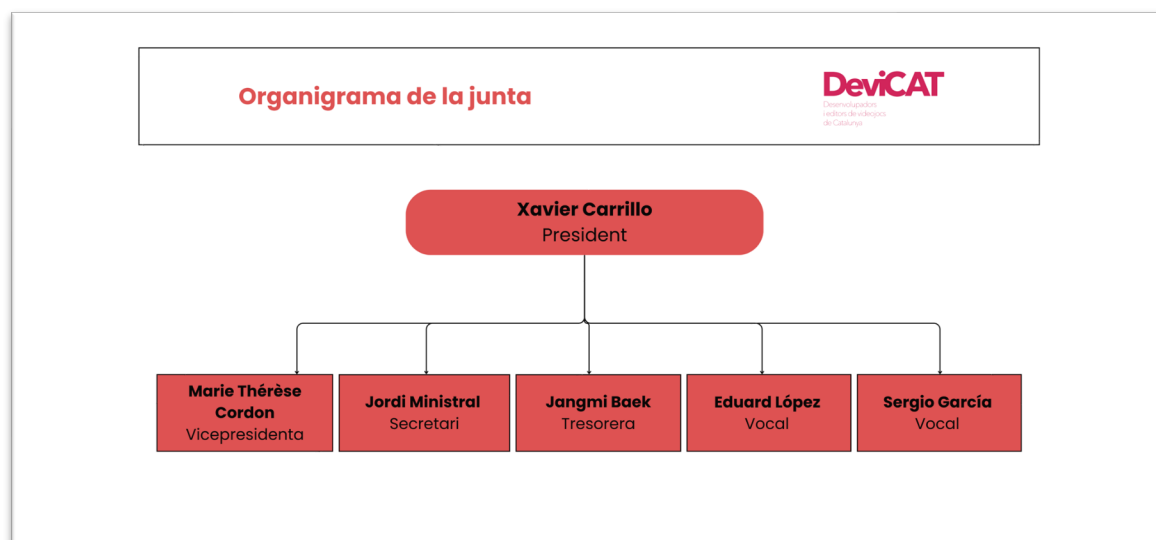 Organigrama de la junta
DeviCAT
Desenvolupadors
i editors de videojocs
de Catalunya
Xavier Carrillo
President
Marie Thérèse
Cordon
Vicepresidenta
Jordi Ministral
Secretari
Jangmi Baek
Tresorera
Eduard López
Vocal
Sergio García
Vocal